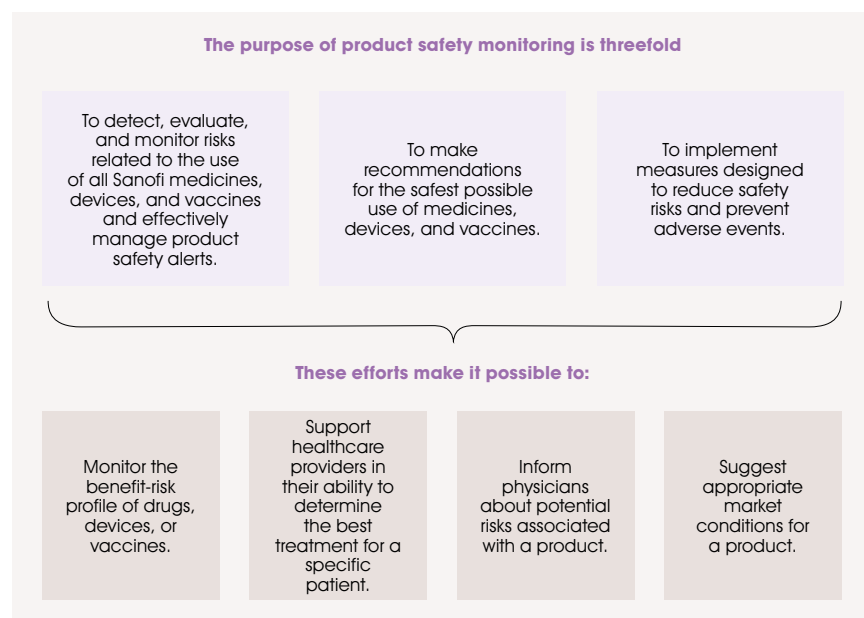 The purpose of product safety monitoring is threefold
To detect, evaluate,
and monitor risks
related to the use
of all Sanofi medicines,
devices, and vaccines
and effectively
manage product
safety alerts.
To make
recommendations
for the safest possible
use of medicines,
devices, and vaccines.
To implement
measures designed
to reduce safety
risks and prevent
adverse events.
These efforts make it possible to:
Monitor the
benefit-risk
profile of drugs,
devices, or
vaccines.
Support
healthcare
providers in
their ability to
determine
the best
treatment for a
specific
patient.
Inform
physicians
about potential
risks associated
with a product.
Suggest
appropriate
market
conditions for
a product.